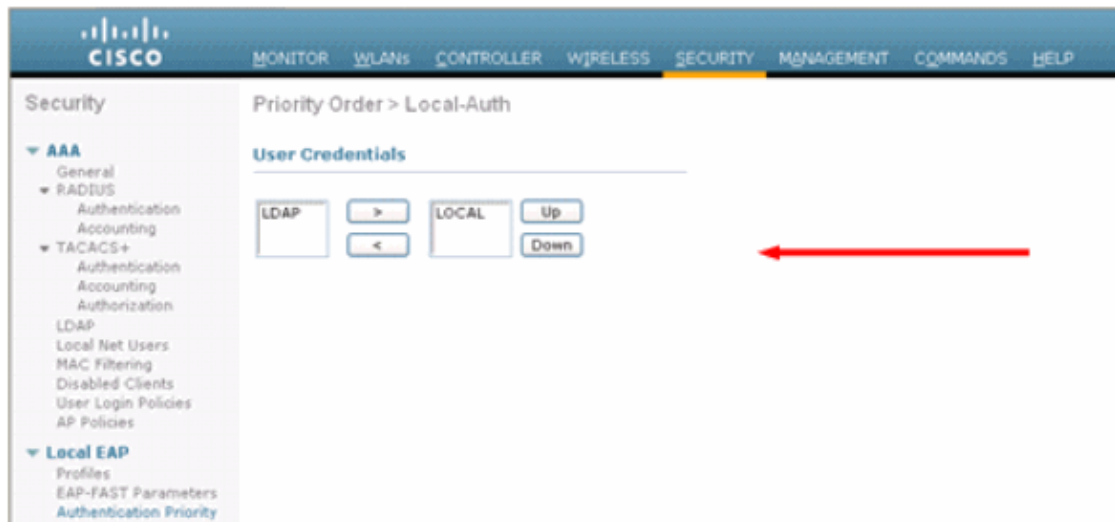 CISCO
MONITOR WLANs CONTROLLER WIRELESS SECURITY MANAGEMENT COMMANDS HELP
Security
AAA
General
RADIUS
Authentication
Accounting
TACACS+
Authentication
Accounting
Authorization
LDAP
Local Net Users
MAC Filtering
Disabled Clients
User Login Policies
AP Policies
Local EAP
Profiles
EAP-FAST Parameters
Authentication Priority
Priority Order > Local-Auth
User Credentials
LDAP > LOCAL Up
< Down